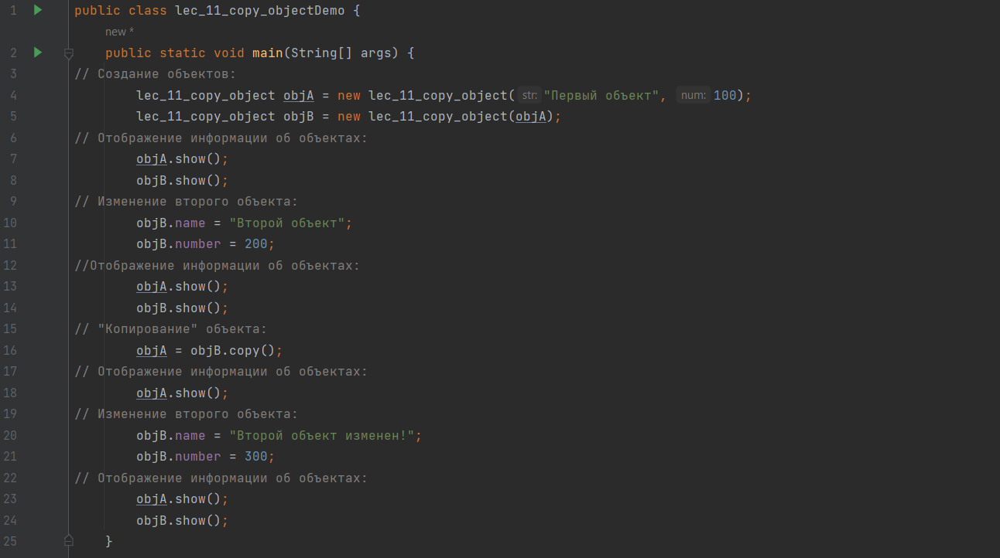 1 public class lec_11_copy_objectDemo {
new *
2 public static void main(String[] args) {
3 // Создание объектов:
4 lec_11_copy_object objA = new lec_11_copy_object( str: "Первый объект", num: 100);
5 lec_11_copy_object objB = new lec_11_copy_object(objA);
6 // Отображение информации об объектах:
7 objA.show();
8 objB.show();
9 // Изменение второго объекта:
10 objB.name = "Второй объект";
11 objB.number = 200;
12 //Отображение информации об объектах:
13 objA.show();
14 objB.show();
15 // "Копирование" объекта:
16 objA = objB.copy();
17 // Отображение информации об объектах:
18 objA.show();
19 // Изменение второго объекта:
20 objB.name = "Второй объект изменен!";
21 objB.number = 300;
22 // Отображение информации об объектах:
23 objA.show();
24 objB.show();
25 }